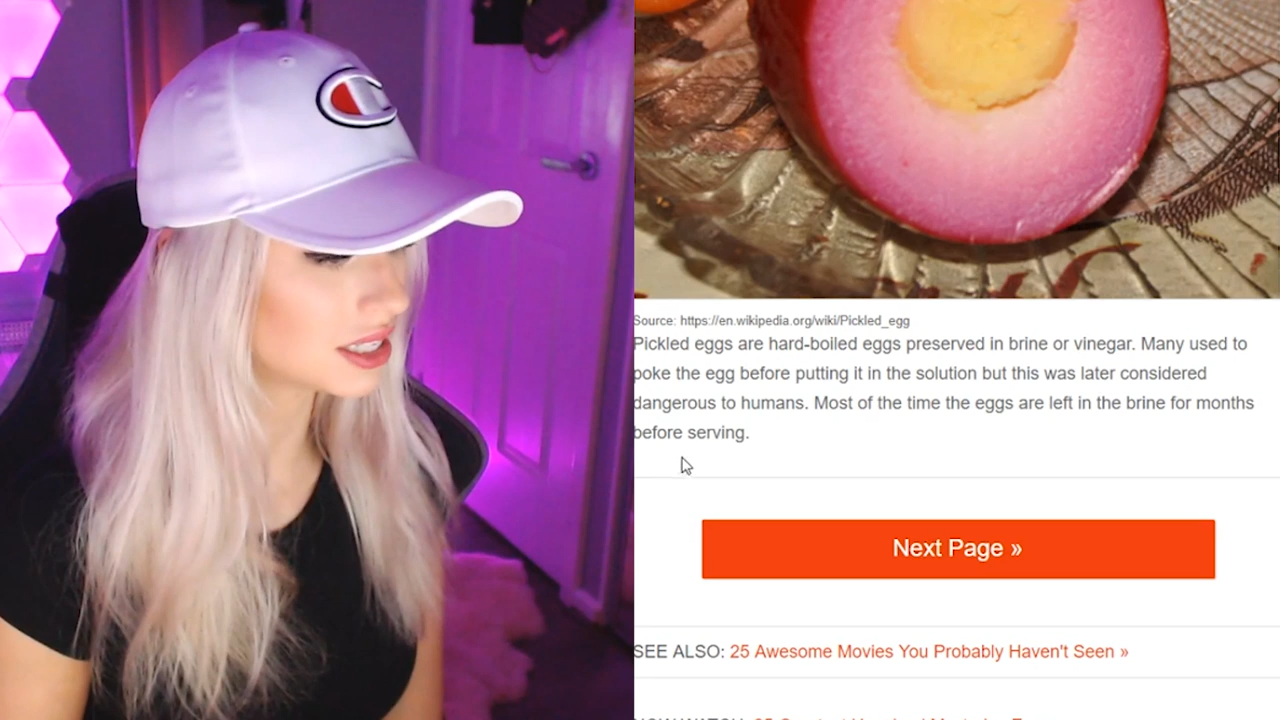 Source: https://en.wikipedia.org/wiki/Pickled_egg
Pickled eggs are hard-boiled eggs preserved in brine or vinegar. Many used to
poke the egg before putting it in the solution but this was later considered
dangerous to humans. Most of the time the eggs are left in the brine for months
before serving.
Next Page »
SEE ALSO: 25 Awesome Movies You Probably Haven't Seen »